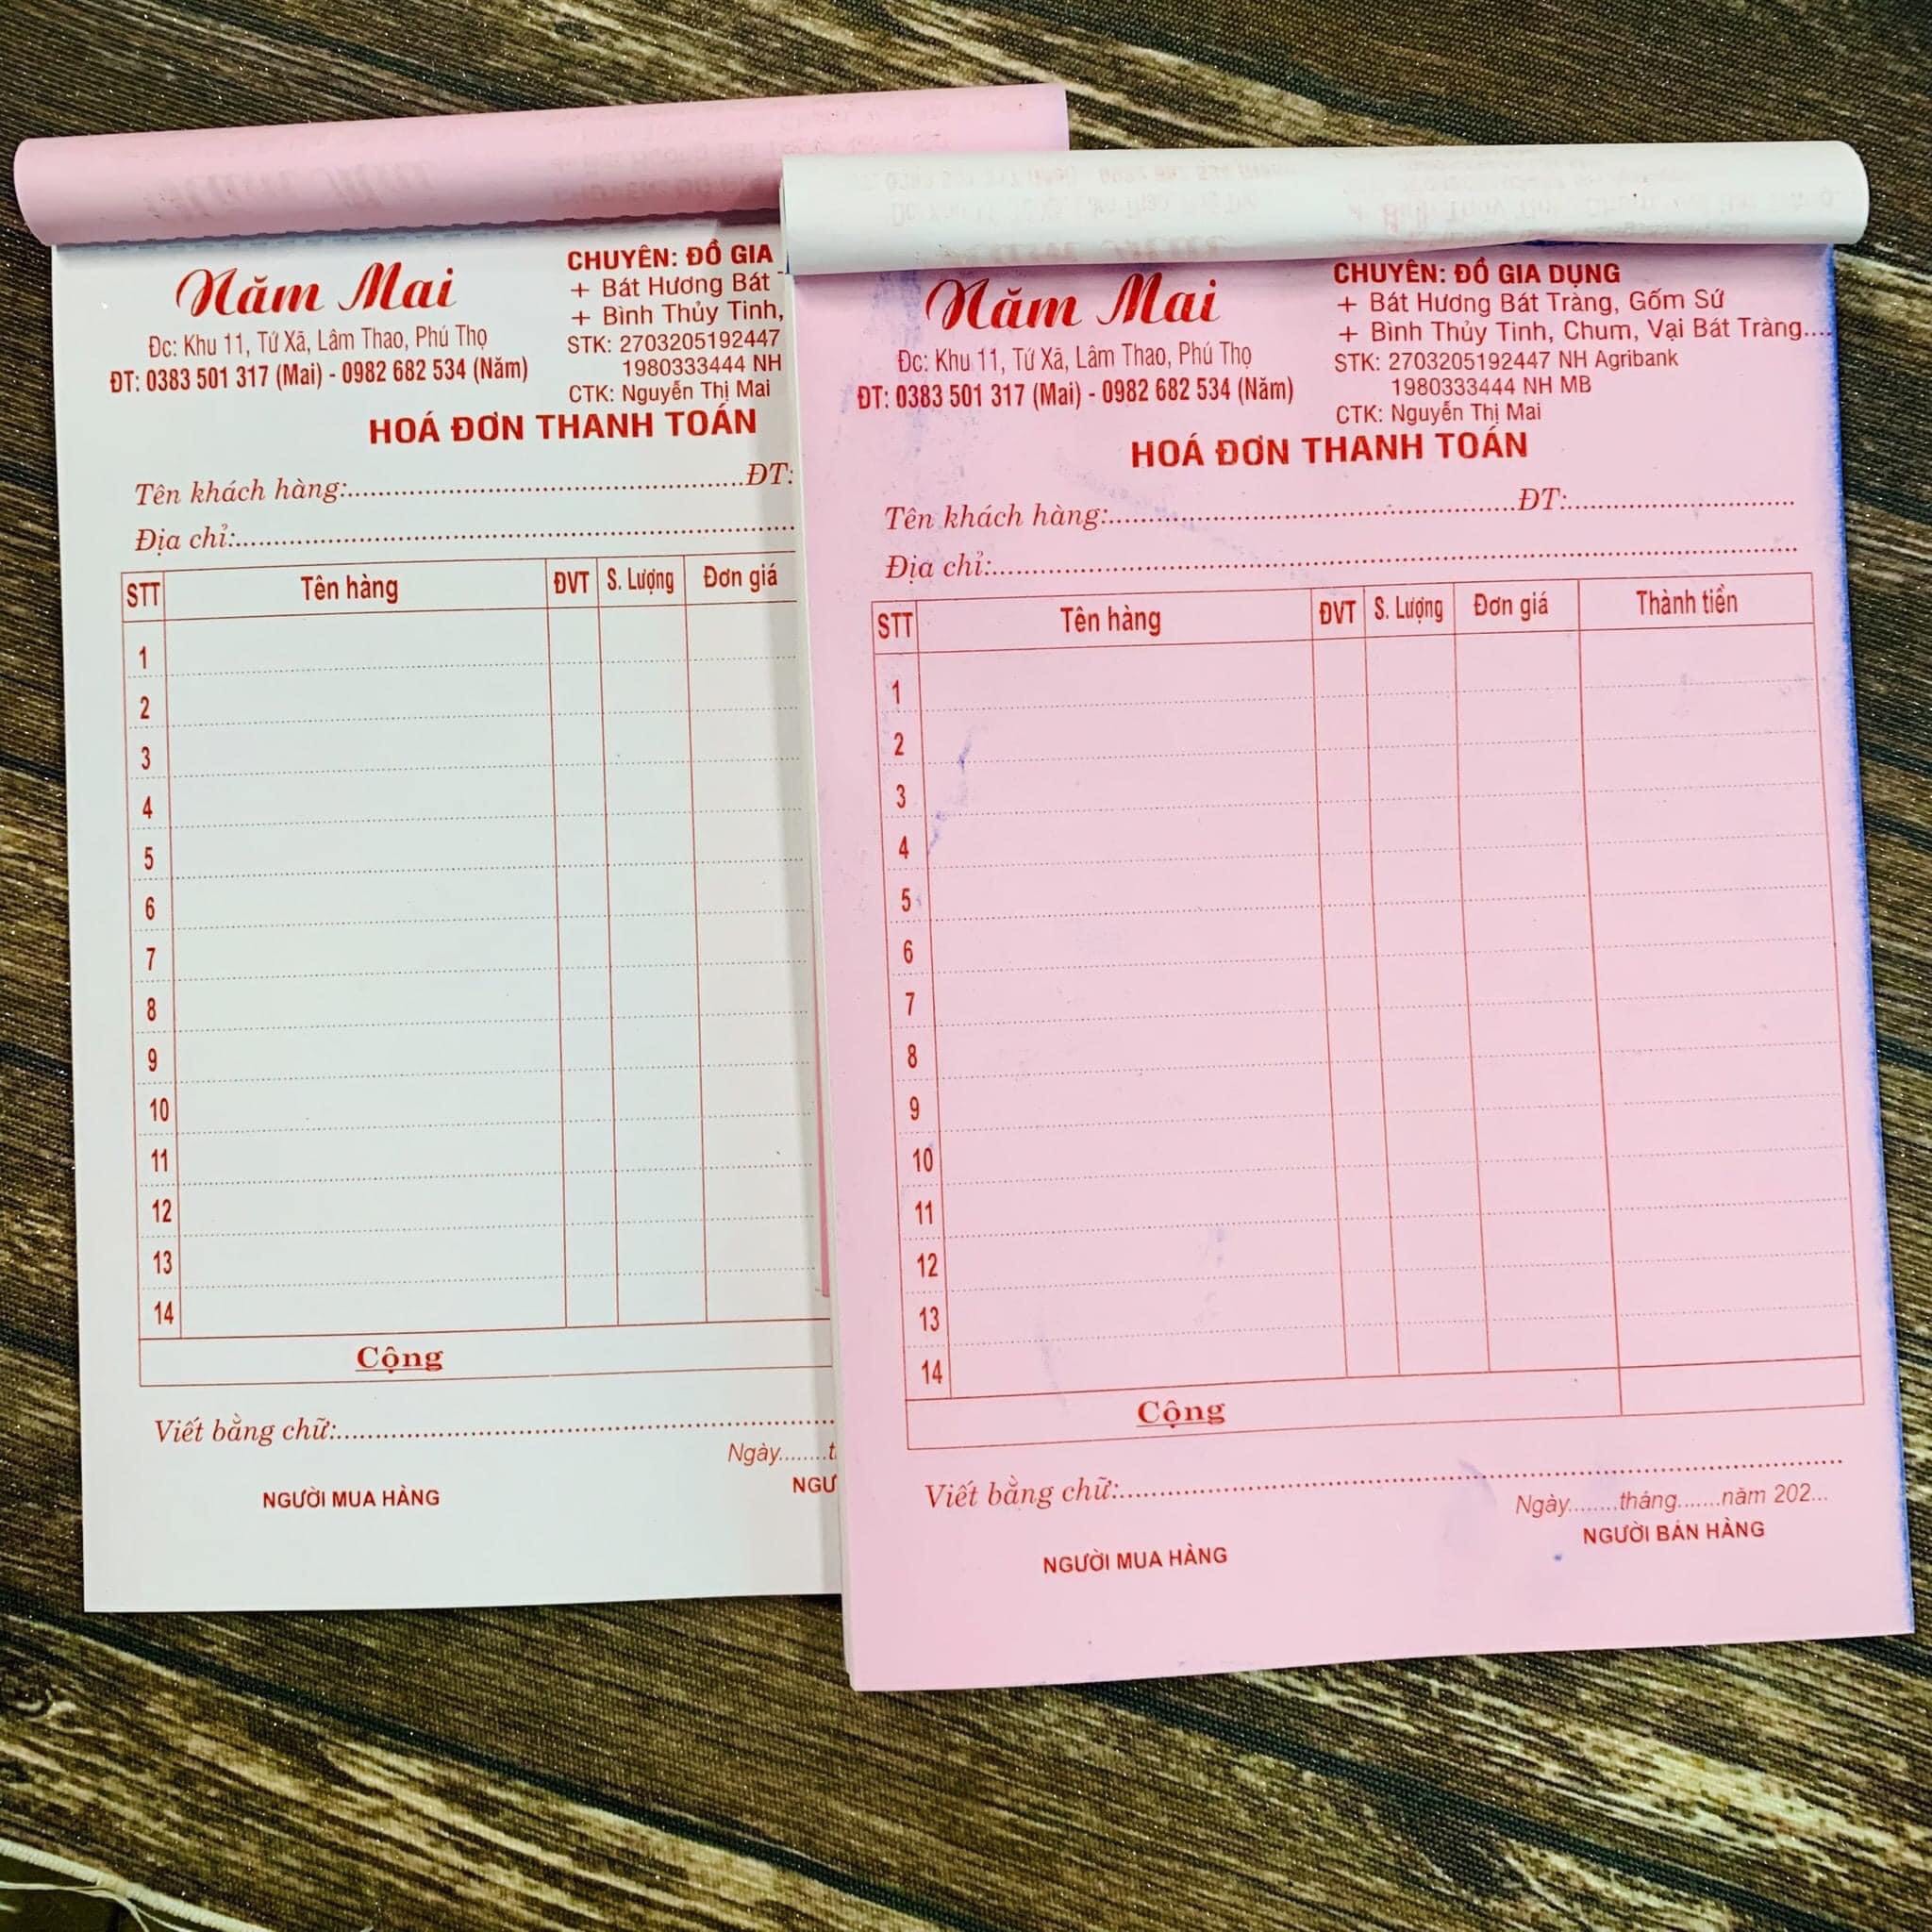 Năm Mai
Đc: Khu 11, Tứ Xã, Lâm Thao, Phú Thọ
ĐT: 0383 501 317 (Mai) - 0982 682 534 (Năm)
CHUYÊN: ĐỒ GIA
+ Bát Hương Bát
+ Bình Thủy Tinh,
STK: 2703205192447
1980333444 NH
CTK: Nguyễn Thị Mai
HOÁ ĐƠN THANH TOÁN
Tên khách hàng:..........ĐT:
Địa chỉ:..........
STT Tên hàng ĐVT S. Lượng Đơn giá
1
2
3
4
5
6
7
8
9
10
11
12
13
14
Cộng
Viết bằng chữ:..........
Ngày........t
NGƯỜI MUA HÀNG NGƯ
Năm Mai
Đc: Khu 11, Tứ Xã, Lâm Thao, Phú Thọ
ĐT: 0383 501 317 (Mai) - 0982 682 534 (Năm)
CHUYÊN: ĐỒ GIA DỤNG
+ Bát Hương Bát Tràng, Gốm Sứ
+ Bình Thủy Tinh, Chum, Vại Bát Tràng....
STK: 2703205192447 NH Agribank
1980333444 NH MB
CTK: Nguyễn Thị Mai
HOÁ ĐƠN THANH TOÁN
Tên khách hàng:..........ĐT:..........
Địa chỉ:..........
STT Tên hàng ĐVT S. Lượng Đơn giá Thành tiền
1
2
3
4
5
6
7
8
9
10
11
12
13
14
Cộng
Viết bằng chữ:..........
Ngày........tháng.......năm 202...
NGƯỜI MUA HÀNG NGƯỜI BÁN HÀNG